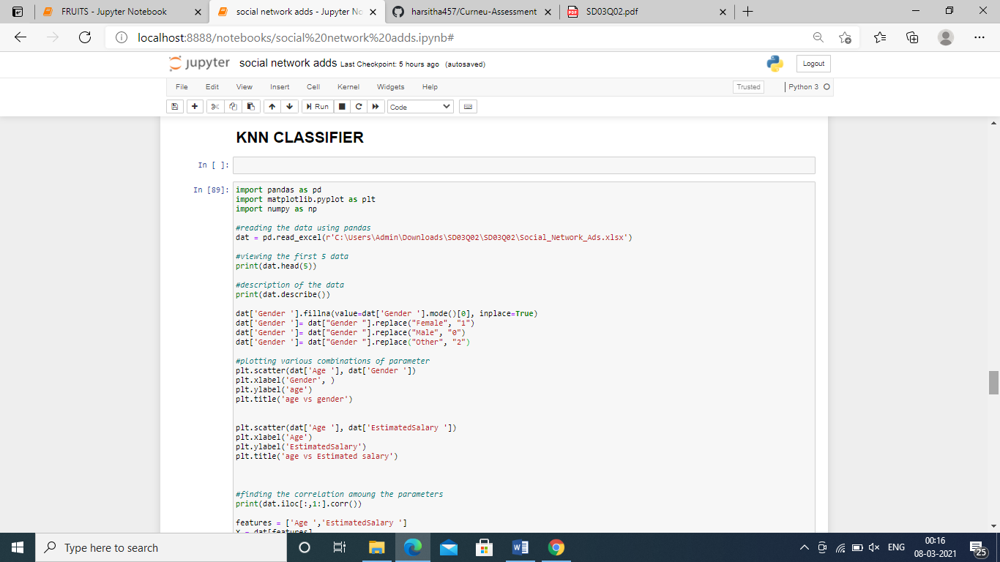 FRUITS - Jupyter Notebook
social network adds - Jupyter No
harsitha457/Curneu-Assessment
PDF
SD03Q02.pdf
localhost:8888/notebooks/social%20network%20adds.ipynb#
jupyter social network adds Last Checkpoint: 5 hours ago (autosaved)
Logout
File Edit View Insert Cell Kernel Widgets Help
Trusted
Python 3
Run
Code
KNN CLASSIFIER
In [ ]:
In [89]:
import pandas as pd
import matplotlib.pyplot as plt
import numpy as np
#reading the data using pandas
dat = pd.read_excel(r'C:\Users\Admin\Downloads\SD03Q02\SD03Q02\Social_Network_Ads.xlsx')
#viewing the first 5 data
print(dat.head(5))
#description of the data
print(dat.describe())
dat['Gender '].fillna(value=dat['Gender '].mode()[0], inplace=True)
dat['Gender ']= dat["Gender "].replace("Female", "1")
dat['Gender ']= dat["Gender "].replace("Male", "0")
dat['Gender ']= dat["Gender "].replace("Other", "2")
#plotting various combinations of parameter
plt.scatter(dat['Age '], dat['Gender '])
plt.xlabel('Gender', )
plt.ylabel('age')
plt.title('age vs gender')
plt.scatter(dat['Age '], dat['EstimatedSalary '])
plt.xlabel('Age')
plt.ylabel('EstimatedSalary')
plt.title('age vs Estimated salary')
#finding the correlation amoung the parameters
print(dat.iloc[:,1:].corr())
features = ['Age ','EstimatedSalary ']
X = dat[features]
Type here to search
ENG
00:16
08-03-2021
25